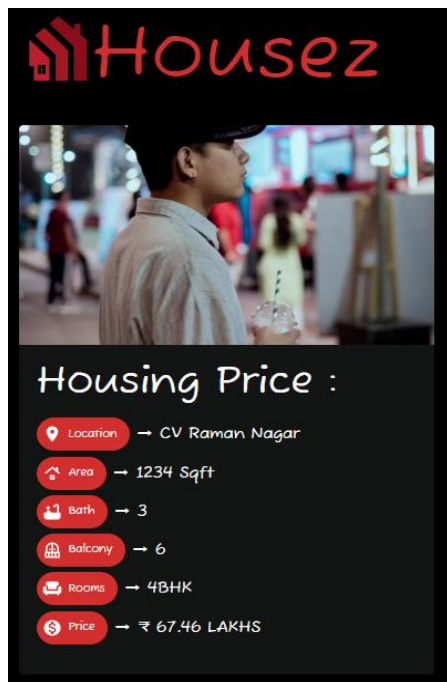 Housez
Housing Price :
Location → CV Raman Nagar
Area → 1234 Sqft
Bath → 3
Balcony → 6
Rooms → 4BHK
Price → ₹ 67.46 LAKHS